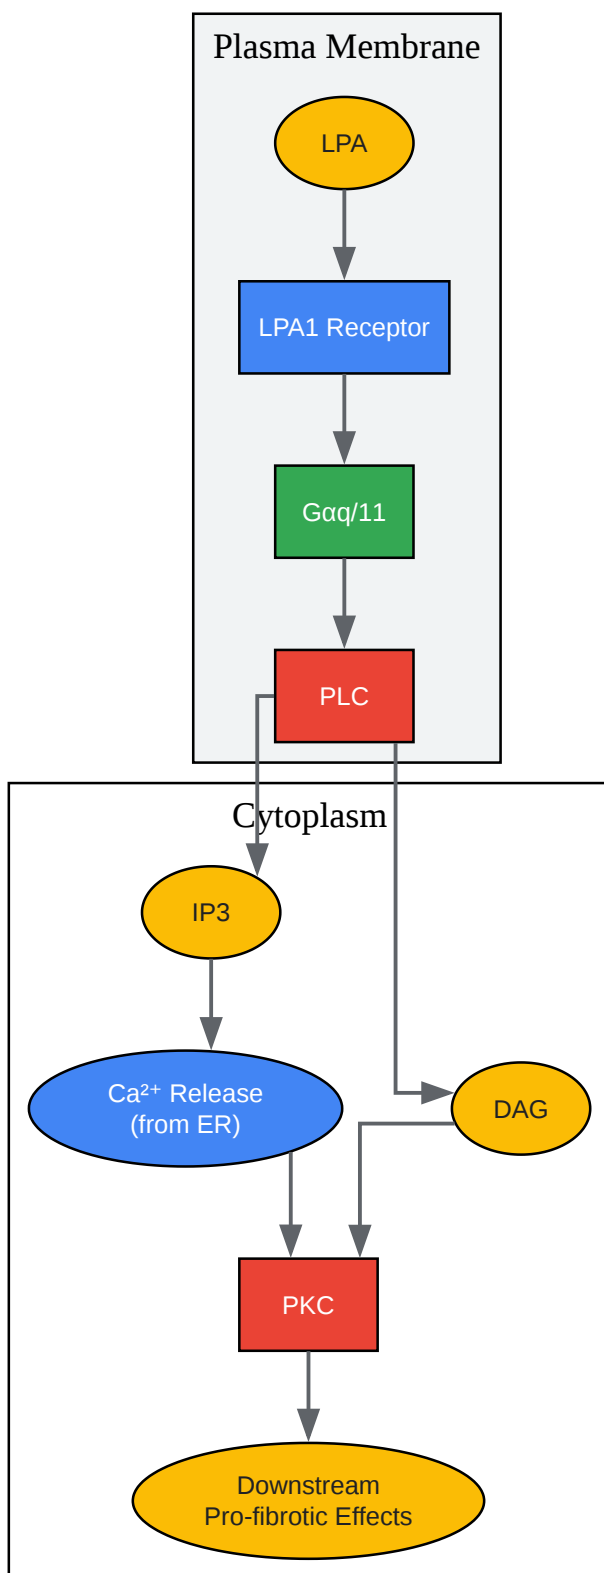 Plasma Membrane
LPA
LPA1 Receptor
Gαq/11
PLC
Cytoplasm
IP3
Ca²⁺ Release
(from ER)
DAG
PKC
Downstream
Pro-fibrotic Effects